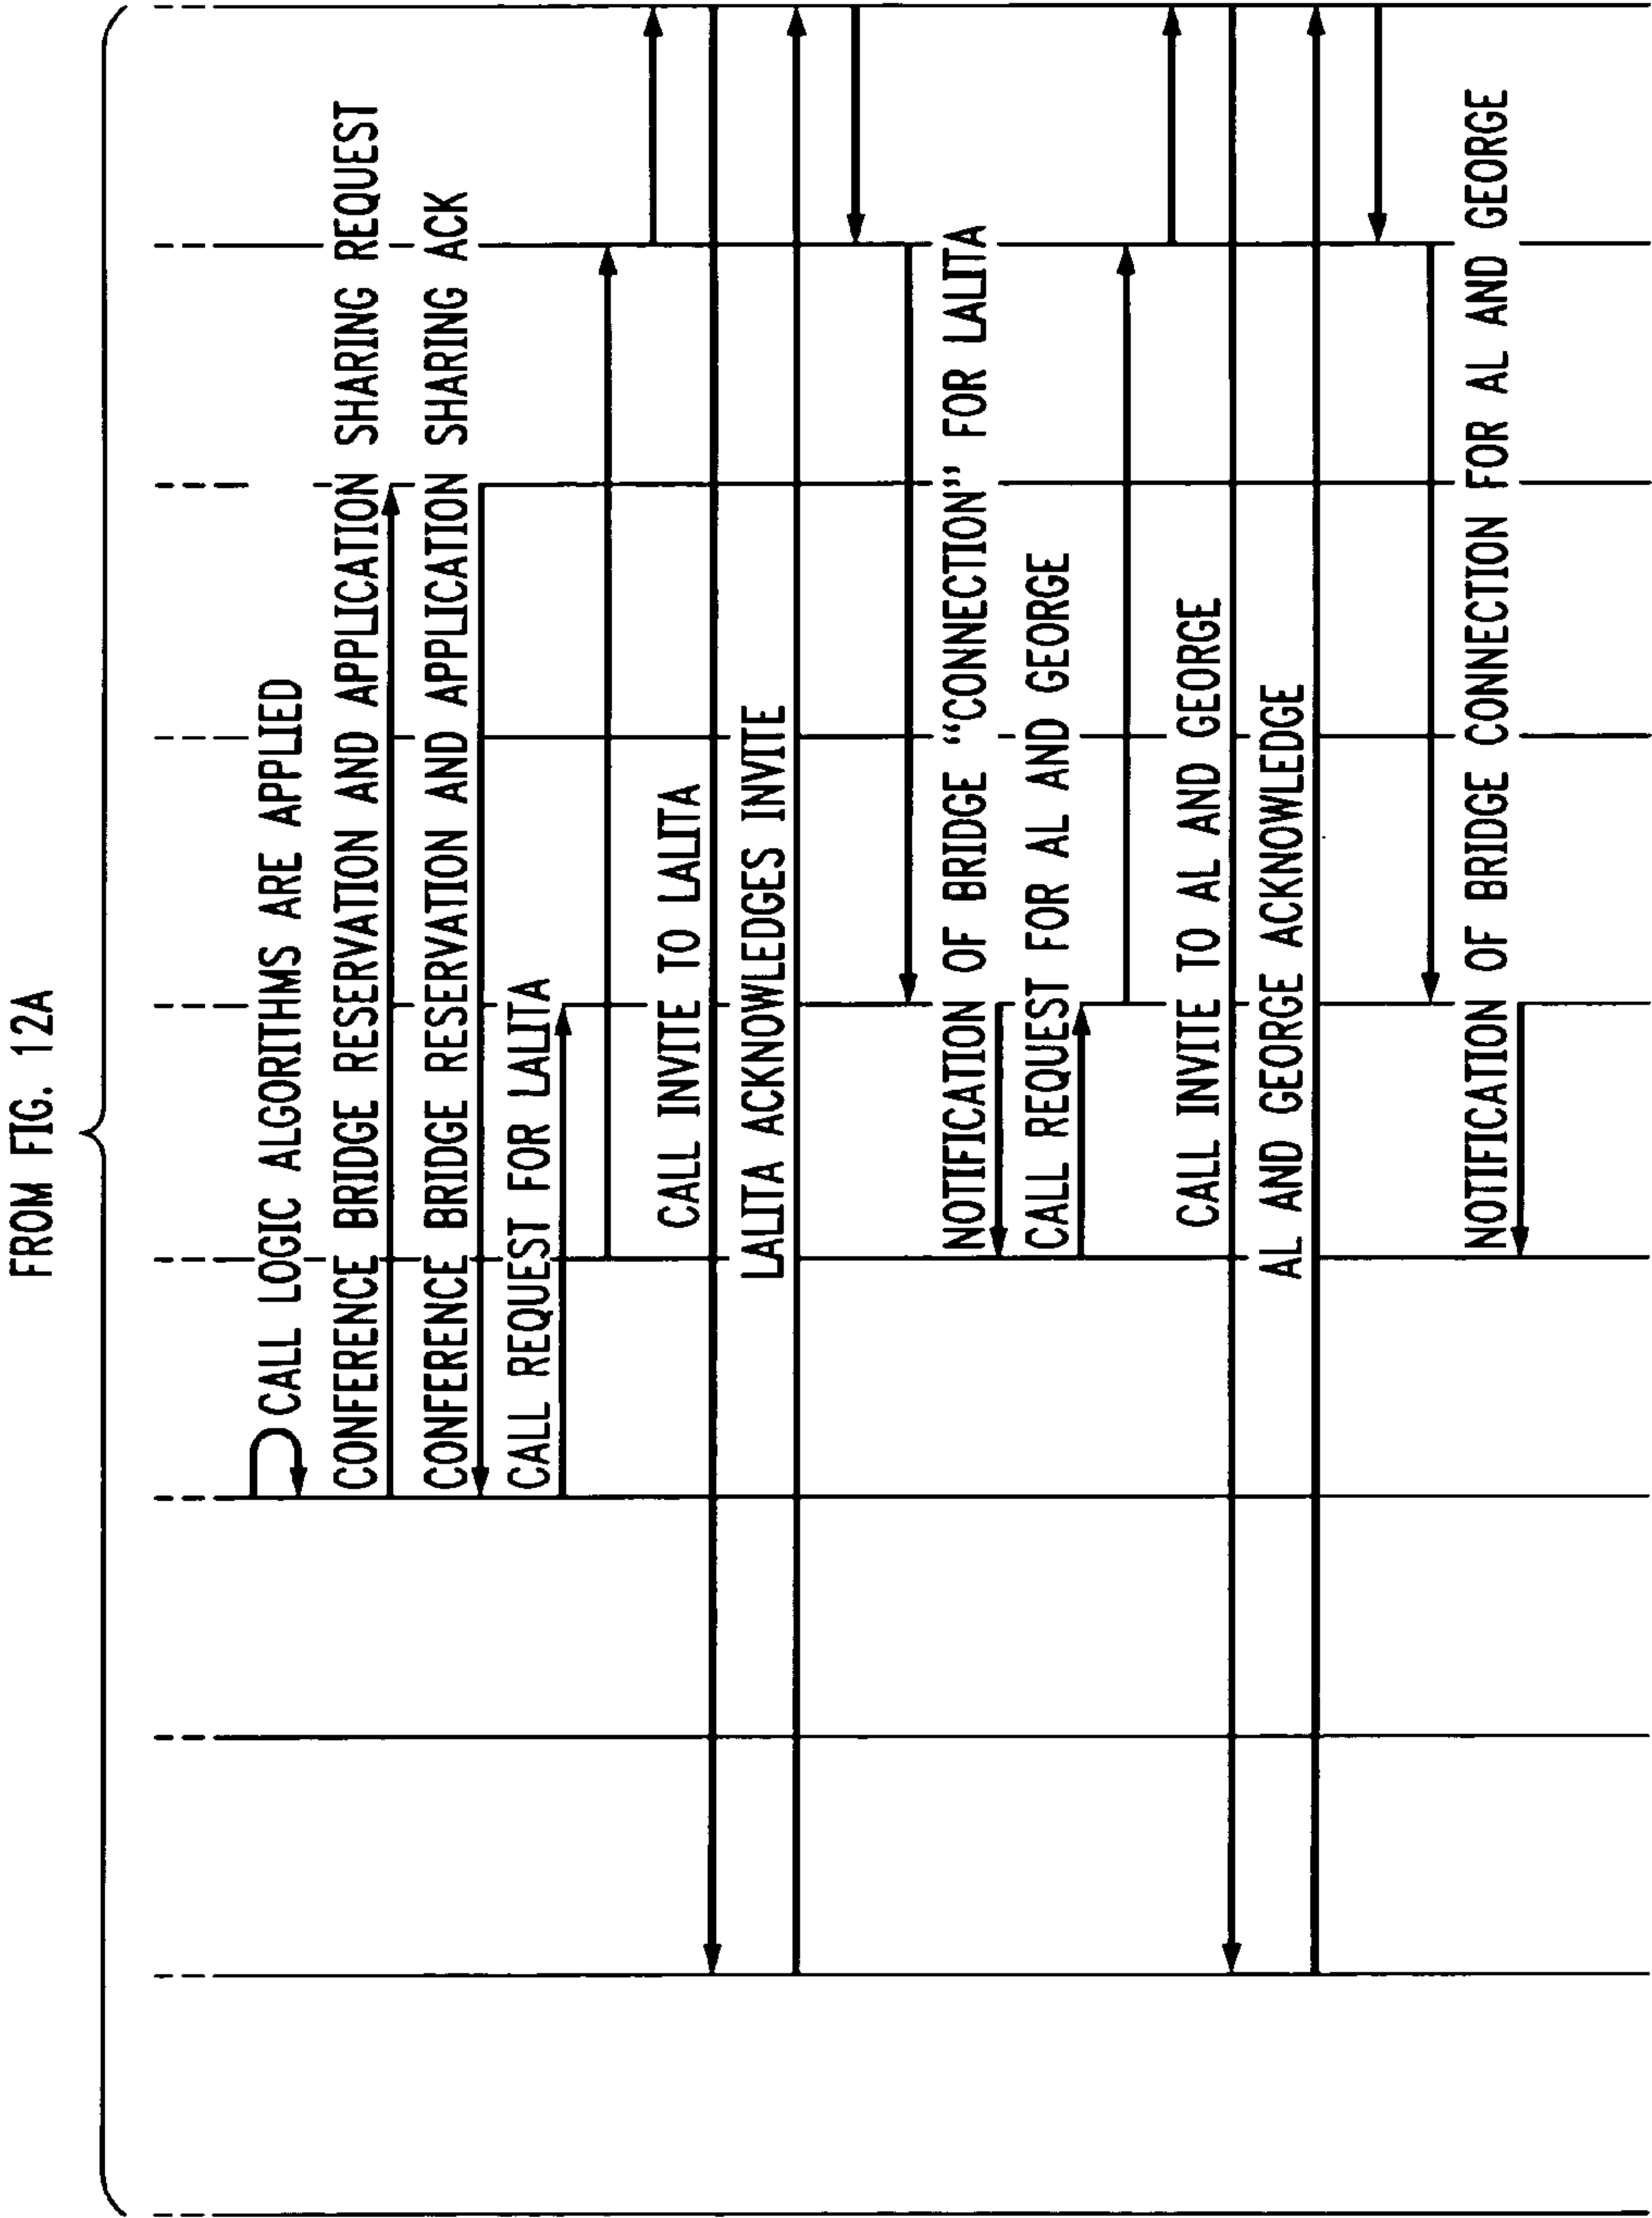 FROM FIG. 12A
CALL LOGIC ALGORITHMS ARE APPLIED
CONFERENCE BRIDGE RESERVATION AND APPLICATION SHARING REQUEST
CONFERENCE BRIDGE RESERVATION AND APPLICATION SHARING ACK
CALL REQUEST FOR LALITA
CALL INVITE TO LALITA
LALITA ACKNOWLEDGES INVITE
NOTIFICATION OF BRIDGE "CONNECTION" FOR LALITA
CALL REQUEST FOR AL AND GEORGE
CALL INVITE TO AL AND GEORGE
AL AND GEORGE ACKNOWLEDGE
NOTIFICATION OF BRIDGE CONNECTION FOR AL AND GEORGE